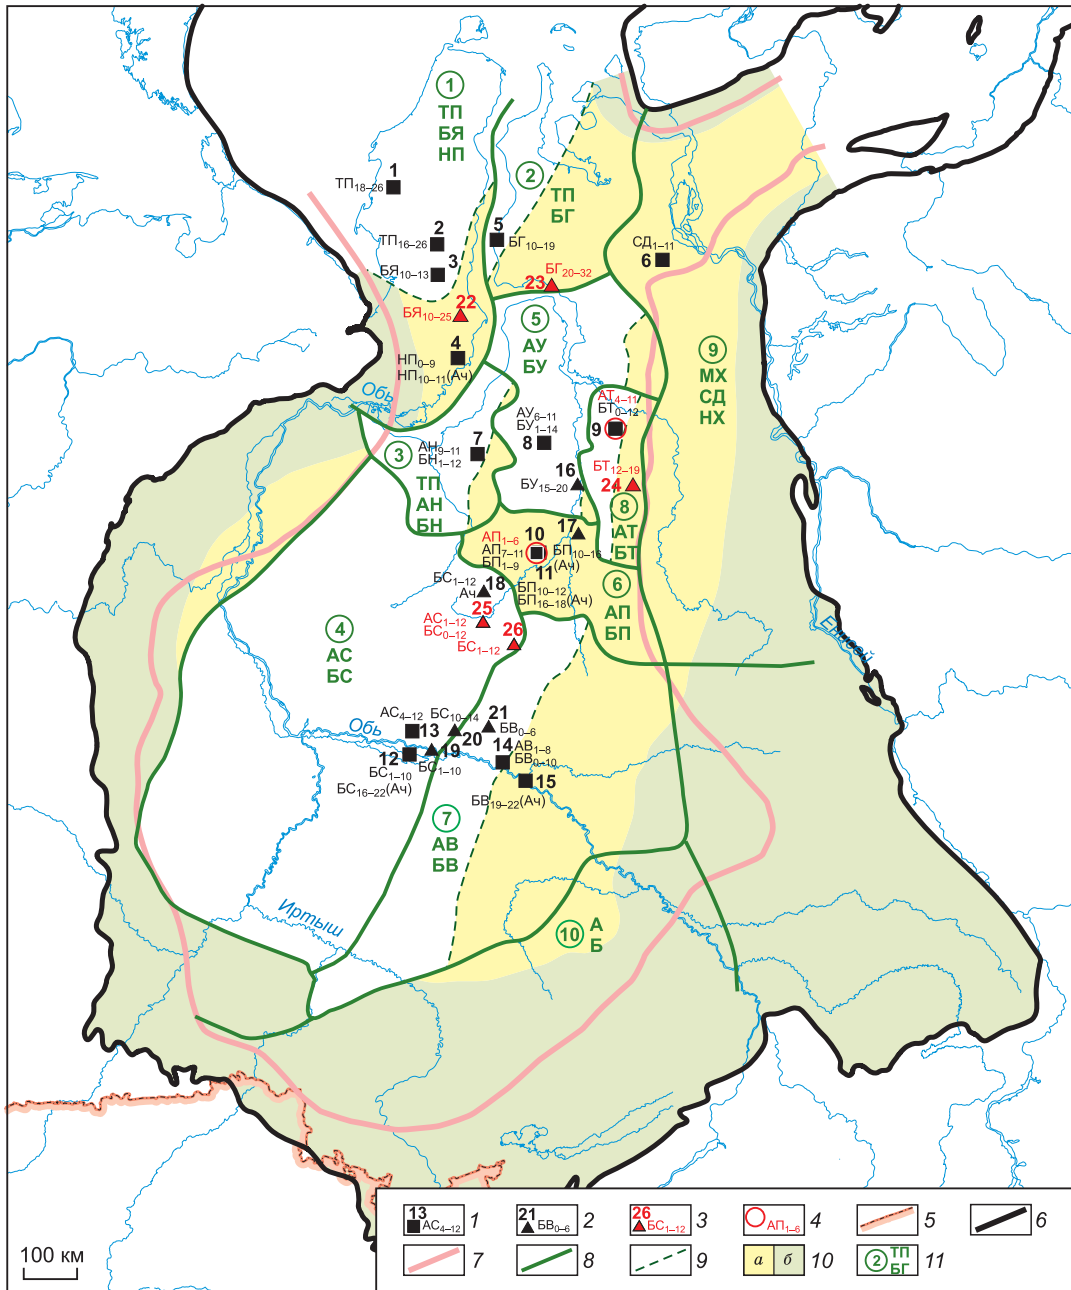 1
ТП
БЯ
НП
2
ТП
БГ
1
ТП18–26
2
ТП16–26
3
БЯ10–13
5
БГ10–19
СД1–11
6
23
БГ20–32
22
БЯ10–25
4
НП0–9
НП10–11(Ач)
5
АУ
БУ
9
МХ
СД
НХ
Обь
АТ4–11
БТ0–12
9
АУ6–11
БУ1–14
8
7
АН9–11
БН1–12
3
ТП
АН
БН
16
БУ15–20
БТ12–19
24
8
АТ
БТ
17
АП1–6
АП7–11
БП1–9
10
БП10–16
(Ач)
11
БП10–12
БП16–18(Ач)
6
АП
БП
БС1–12
Ач
18
25
АС1–12
БС0–12
26
БС1–12
4
АС
БС
Енисей
АС4–12
13
БС10–14
20
21
БВ0–6
Обь
12
БС1–10
БС16–22(Ач)
19
БС1–10
14
АВ1–8
БВ0–10
15
БВ19–22(Ач)
7
АВ
БВ
Иртыш
10
А
Б
100 км
13
АС4–12
1
21
БВ0–6
2
26
БС1–12
3
АП1–6
4
5
6
7
8
9
а
б
10
2
ТП
БГ
11